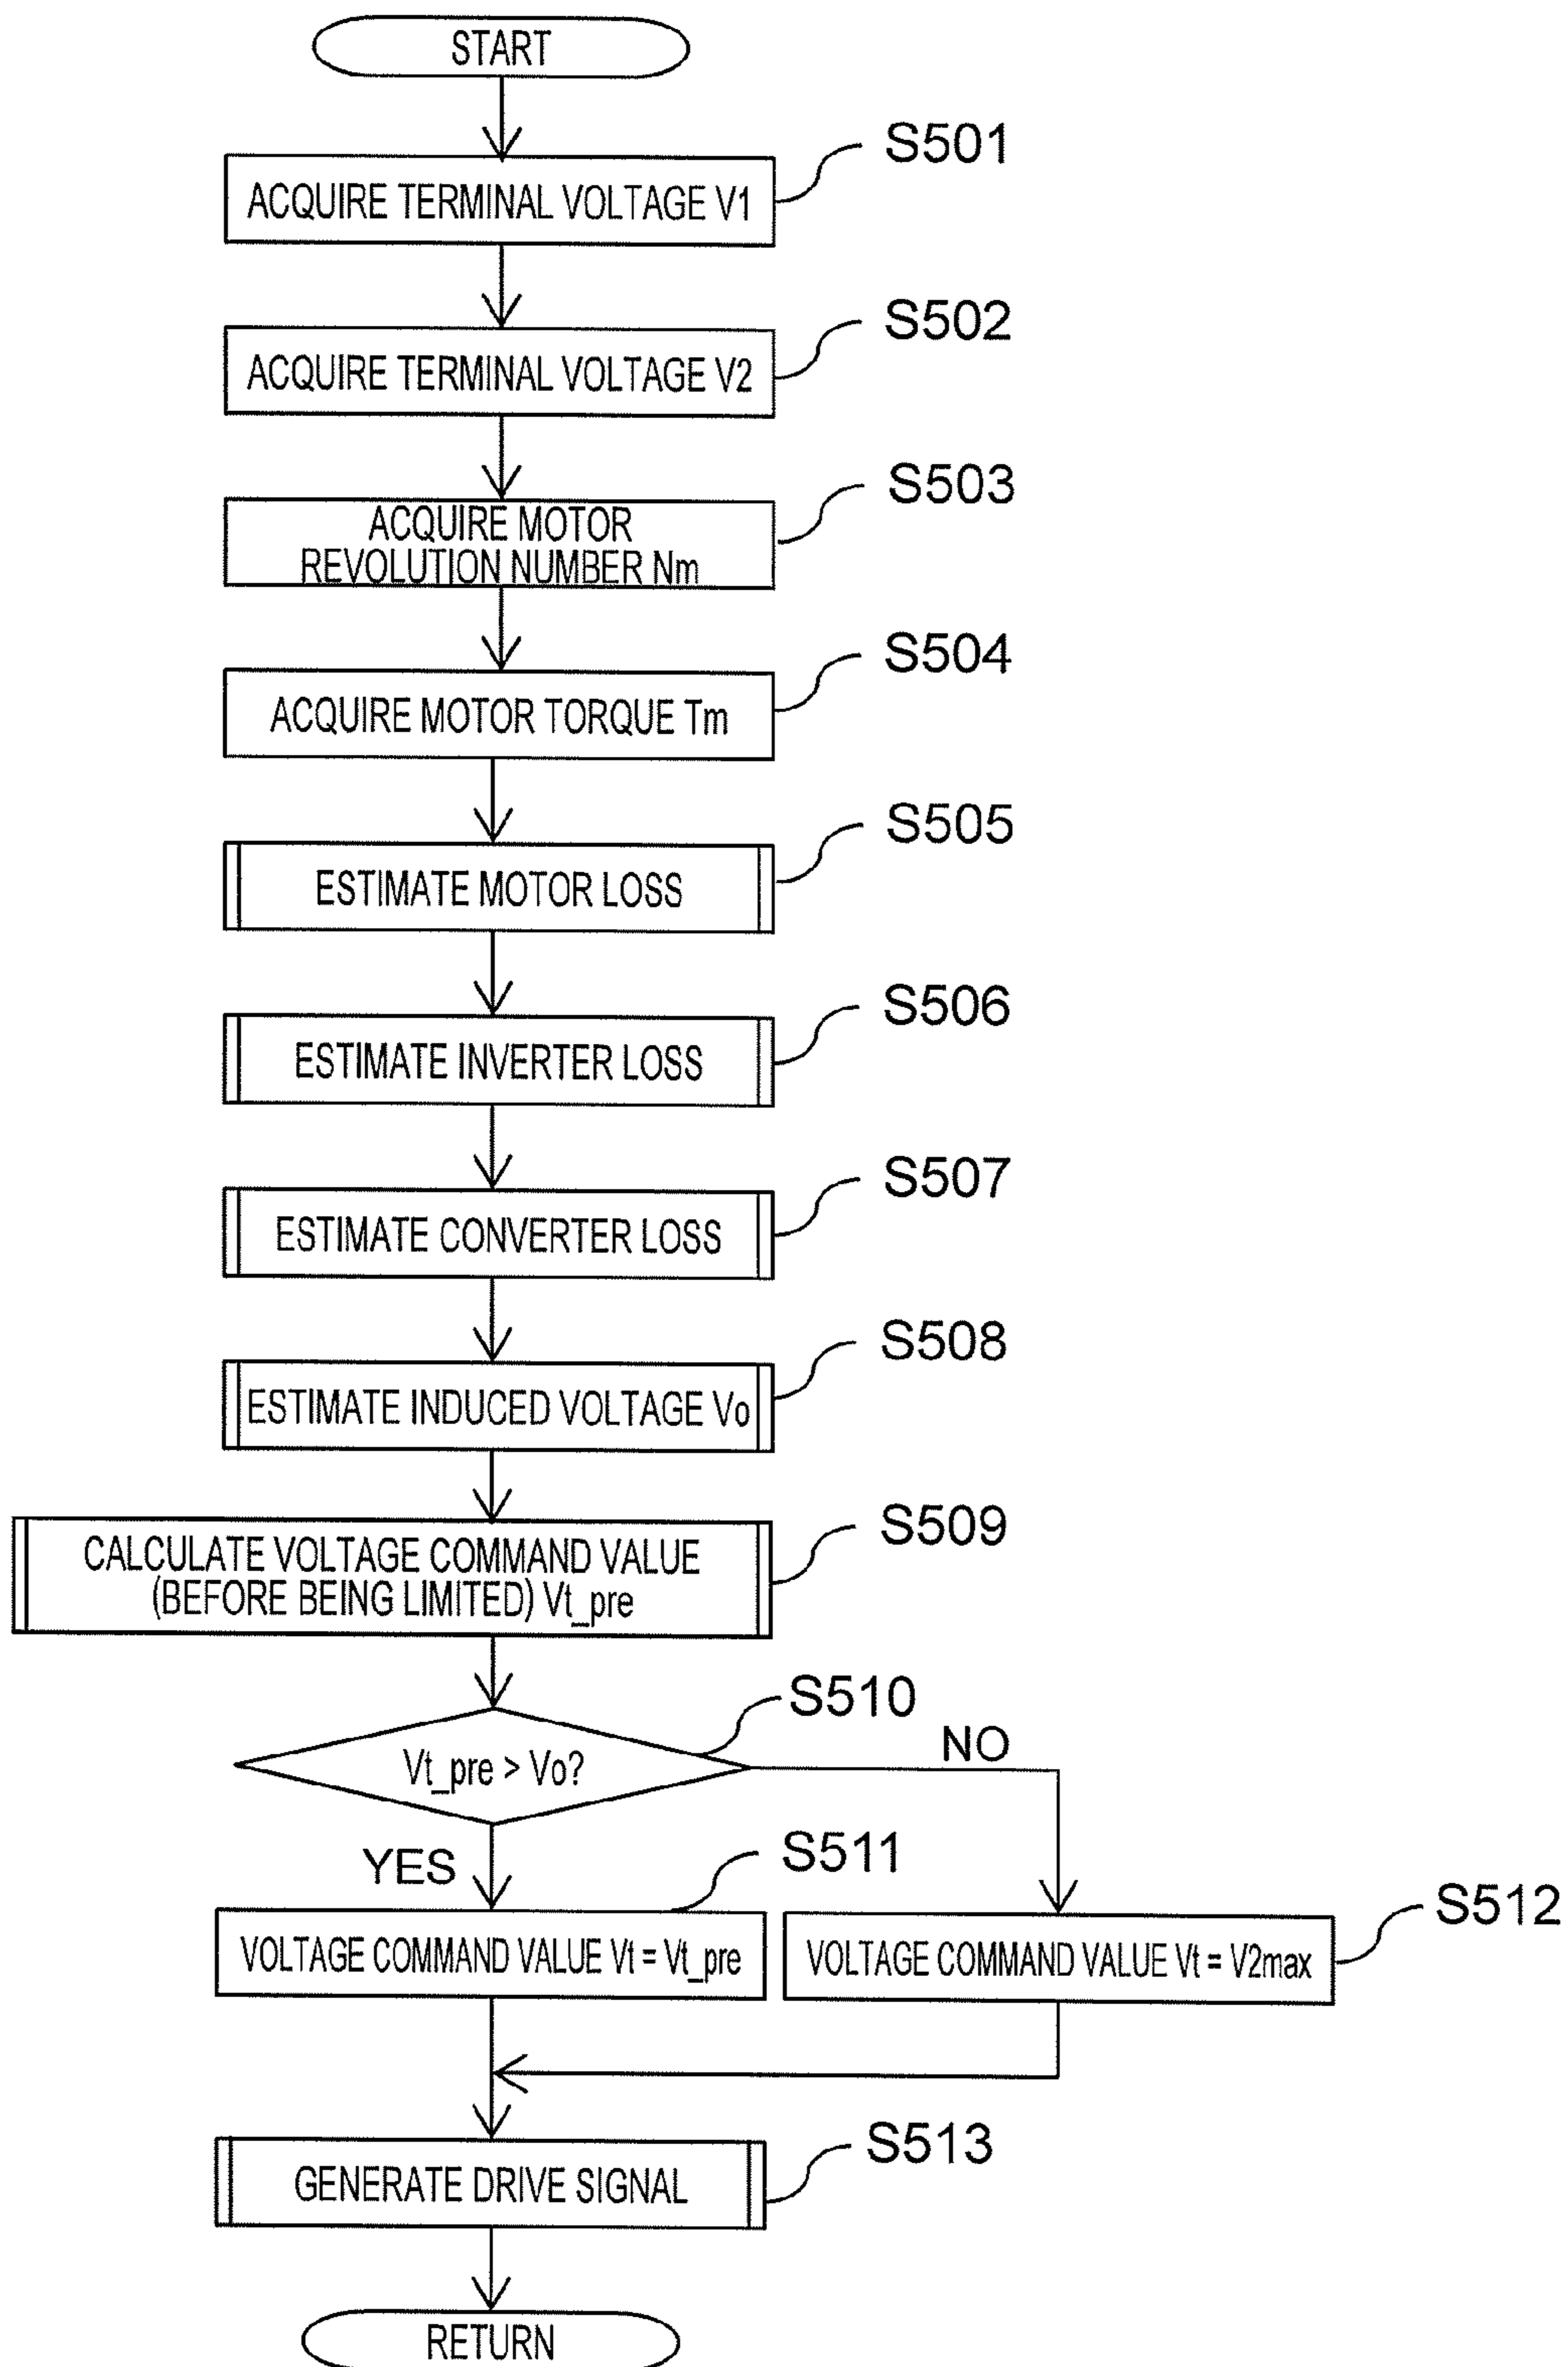 START
S501
ACQUIRE TERMINAL VOLTAGE V1
S502
ACQUIRE TERMINAL VOLTAGE V2
S503
ACQUIRE MOTOR
REVOLUTION NUMBER Nm
S504
ACQUIRE MOTOR TORQUE Tm
S505
ESTIMATE MOTOR LOSS
S506
ESTIMATE INVERTER LOSS
S507
ESTIMATE CONVERTER LOSS
S508
ESTIMATE INDUCED VOLTAGE Vo
S509
CALCULATE VOLTAGE COMMAND VALUE
(BEFORE BEING LIMITED) Vt_pre
S510
Vt_pre > Vo?
NO
YES
S511
VOLTAGE COMMAND VALUE Vt = Vt_pre
S512
VOLTAGE COMMAND VALUE Vt = V2max
S513
GENERATE DRIVE SIGNAL
RETURN